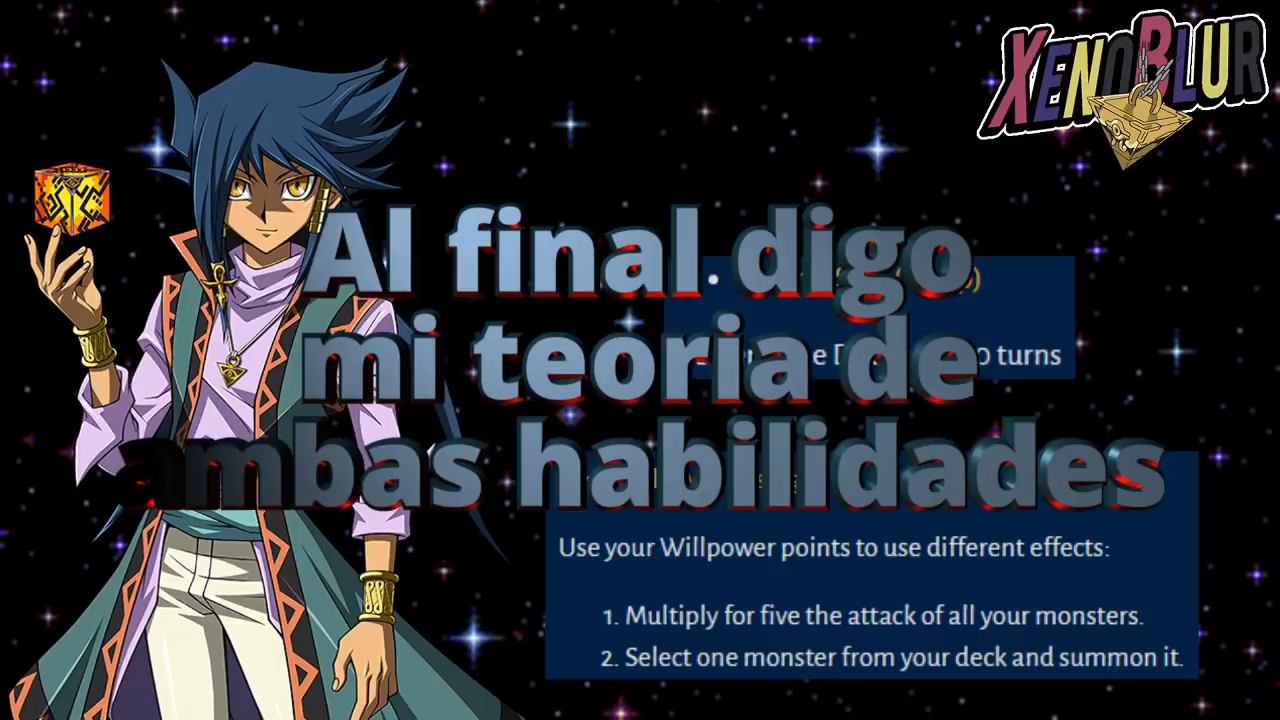 XENOBLUR
Al final digo
mi teoria de
turns
ambas habilidades
Use your Willpower points to use different effects:
1. Multiply for five the attack of all your monsters.
2. Select one monster from your deck and summon it.